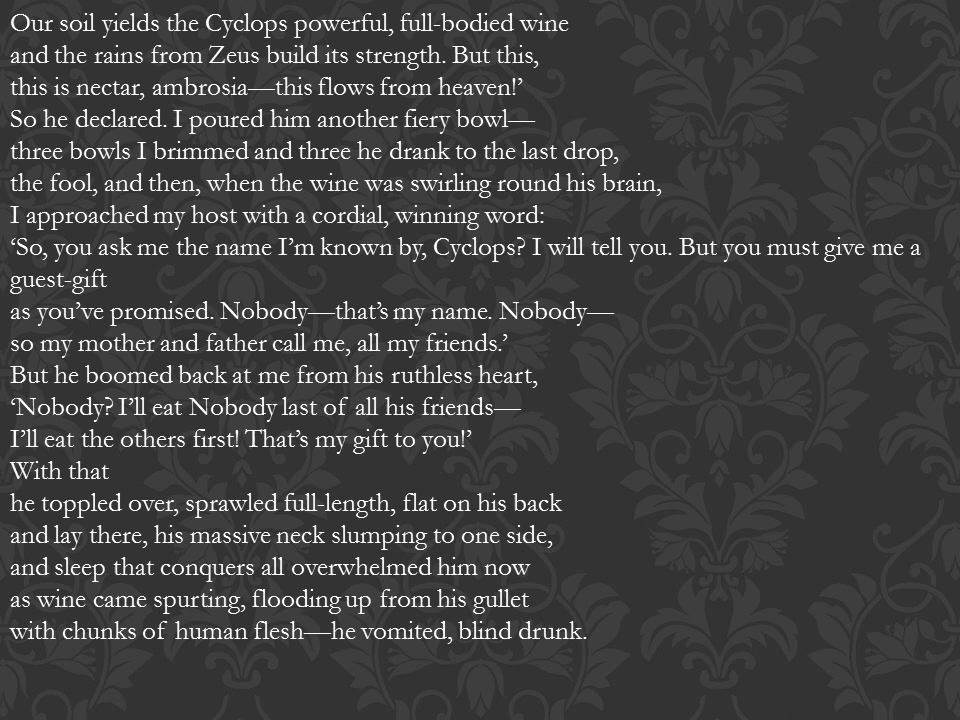 Our soil yields the Cyclops powerful, full-bodied wine
and the rains from Zeus build its strength. But this,
this is nectar, ambrosia—this flows from heaven!’
So he declared. I poured him another fiery bowl—
three bowls I brimmed and three he drank to the last drop,
the fool, and then, when the wine was swirling round his brain,
I approached my host with a cordial, winning word:
‘So, you ask me the name I’m known by, Cyclops? I will tell you. But you must give me a
guest-gift
as you’ve promised. Nobody—that’s my name. Nobody—
so my mother and father call me, all my friends.’
But he boomed back at me from his ruthless heart,
‘Nobody? I’ll eat Nobody last of all his friends—
I’ll eat the others first! That’s my gift to you!’
With that
he toppled over, sprawled full-length, flat on his back
and lay there, his massive neck slumping to one side,
and sleep that conquers all overwhelmed him now
as wine came spurting, flooding up from his gullet
with chunks of human flesh—he vomited, blind drunk.